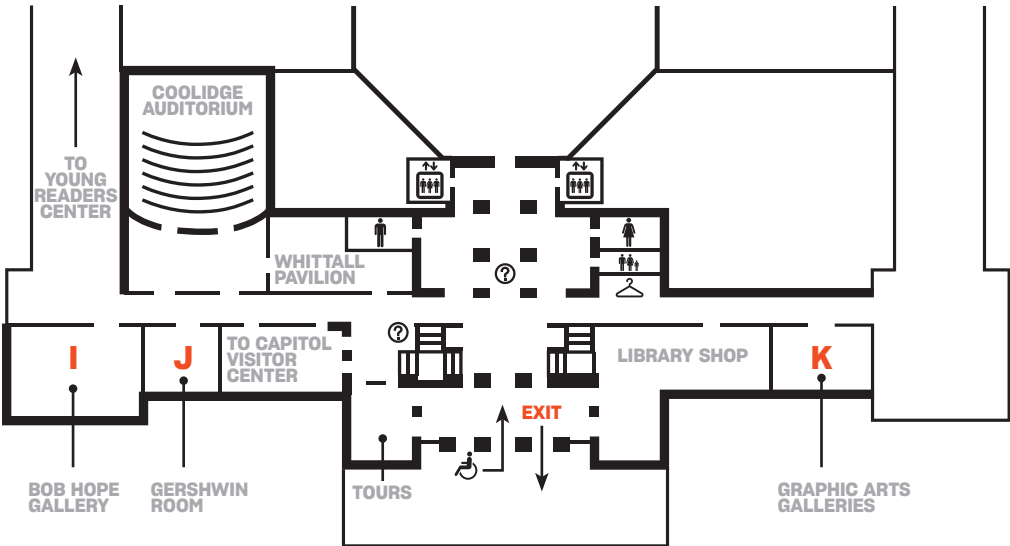 COOLIDGE
AUDITORIUM
TO
YOUNG
READERS
CENTER
WHITTALL
PAVILION
?
?
I
J
TO CAPITOL
VISITOR
CENTER
LIBRARY SHOP
K
EXIT
BOB HOPE
GALLERY
GERSHWIN
ROOM
TOURS
GRAPHIC ARTS
GALLERIES